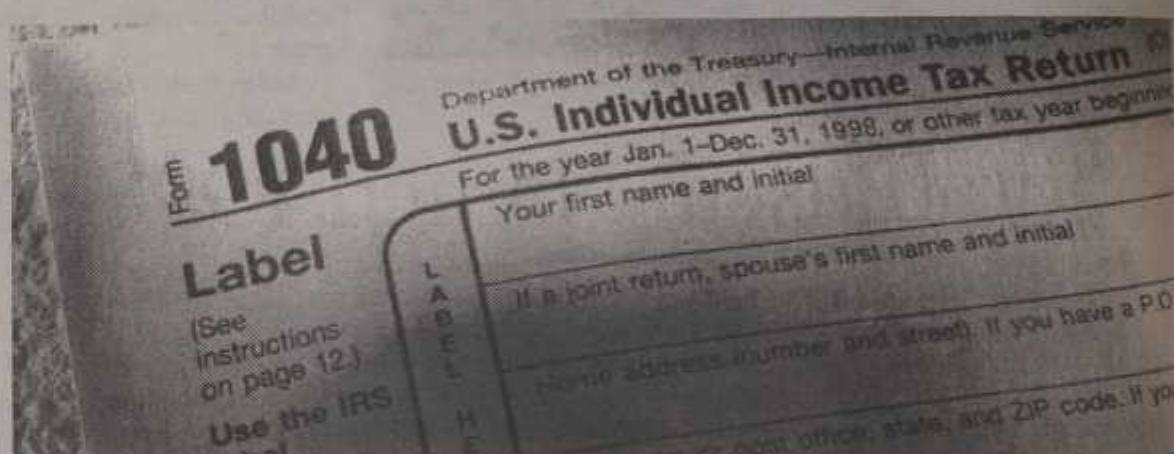 Form 1040
Department of the Treasury—Internal Revenue Service
U.S. Individual Income Tax Return
For the year Jan. 1–Dec. 31, 1998, or other tax year beginning
Label
(See
instructions
on page 12.)
Use the IRS
L
A
B
E
L
H
Your first name and initial
If a joint return, spouse's first name and initial
Home address (number and street). If you have a P.O
post office, state, and ZIP code. If you